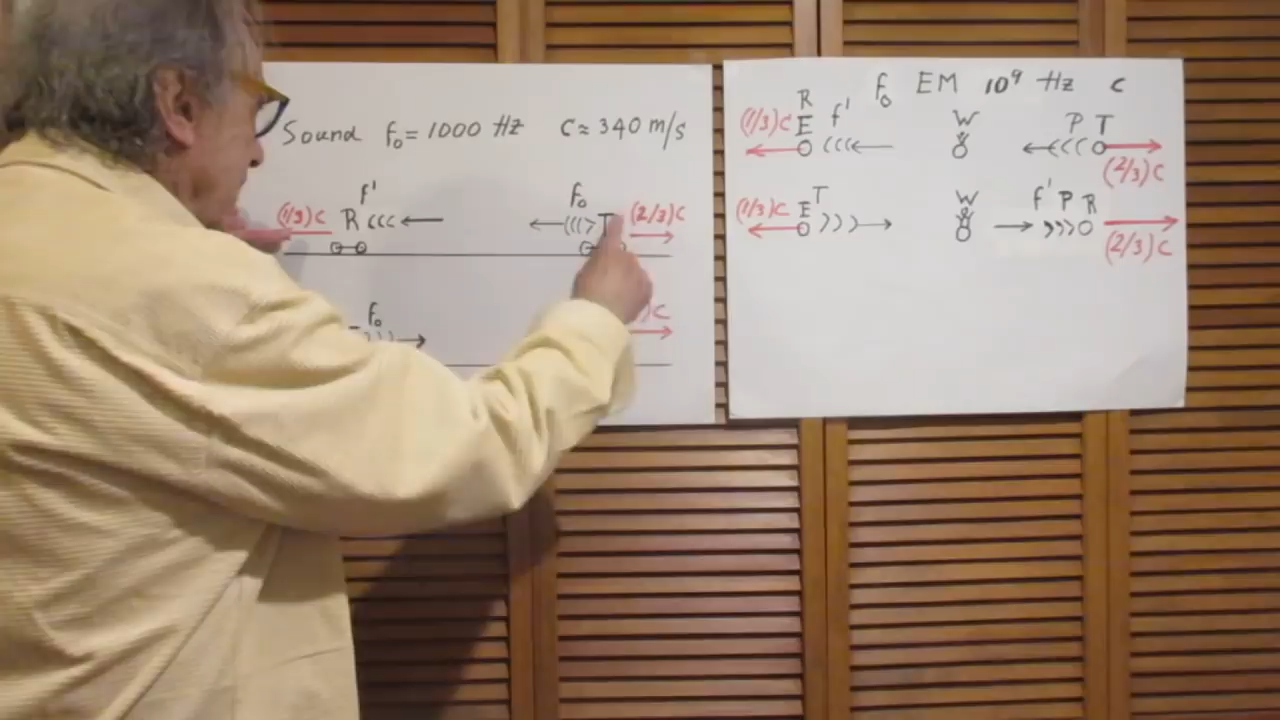 Sound f₀ = 1000 Hz C ≈ 340 m/s
f'
f₀
(1/3)C R (((
((( T (2/3)C
f₀
)))
)C
f₀ EM 10⁹ Hz C
R
(1/3)C E f' W P T
(((
(((
(2/3)C
T
(1/3)C E W f' P R
)))
)))
(2/3)C